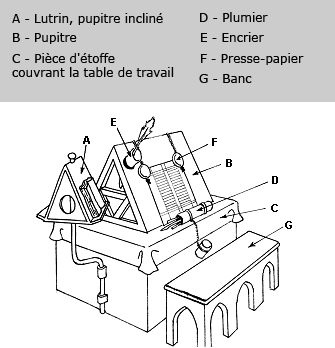 A - Lutrin, pupitre incliné
B - Pupitre
C - Pièce d'étoffe
couvrant la table de travail
D - Plumier
E - Encrier
F - Presse-papier
G - Banc
E
A
F
B
D
C
G